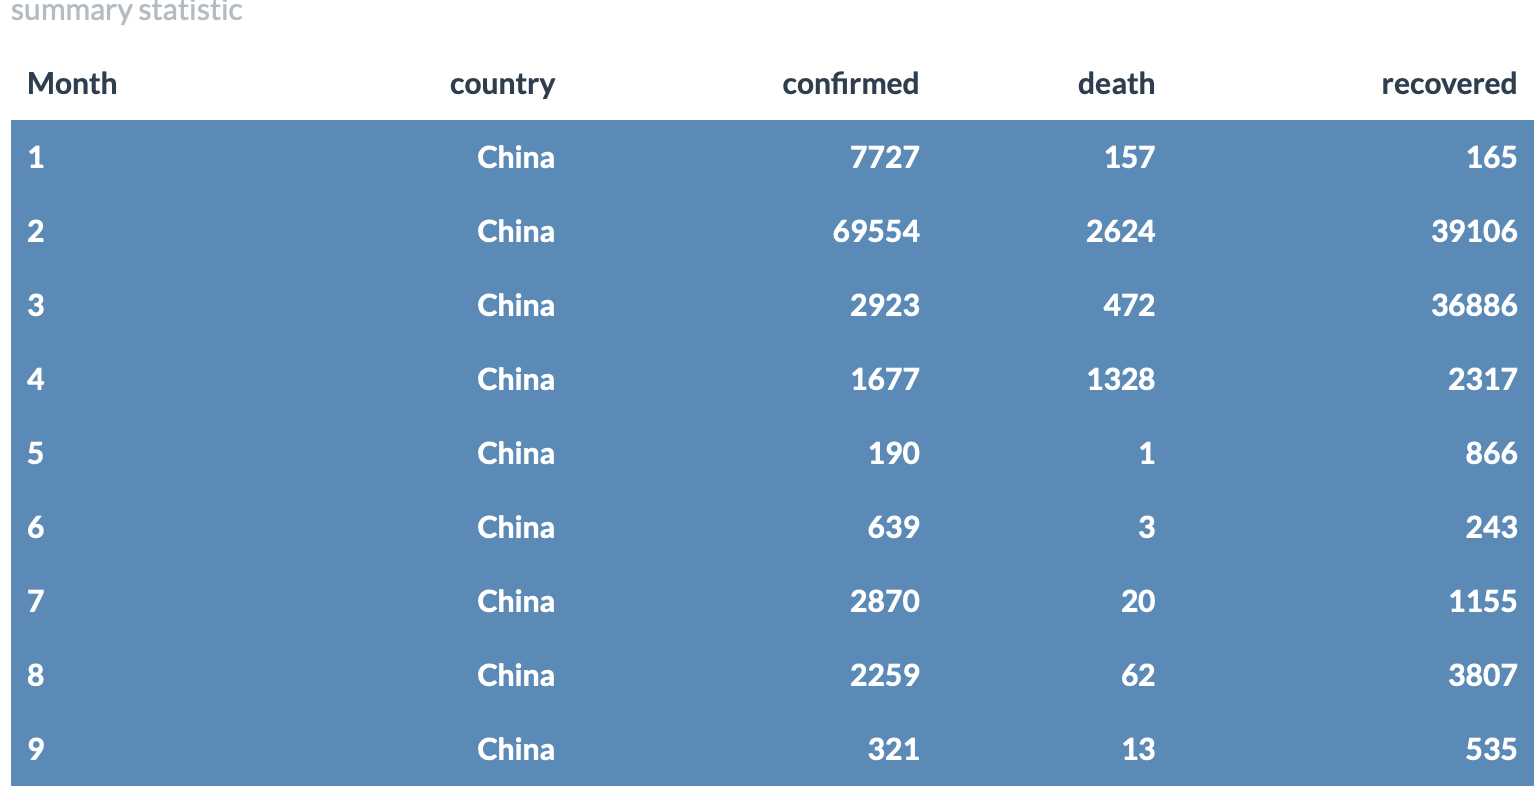 summary statistic
Month country confirmed death recovered
1 China 7727 157 165
2 China 69554 2624 39106
3 China 2923 472 36886
4 China 1677 1328 2317
5 China 190 1 866
6 China 639 3 243
7 China 2870 20 1155
8 China 2259 62 3807
9 China 321 13 535